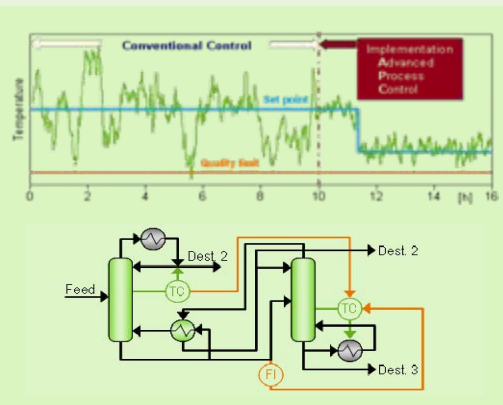 Conventional Control
Implementation
Advanced
Process
Control
Temperature
Set point
Quality limit
0 2 4 6 8 10 12 14 [h] 16
Dest. 2
Dest. 2
Feed
TC
TC
FI
Dest. 3